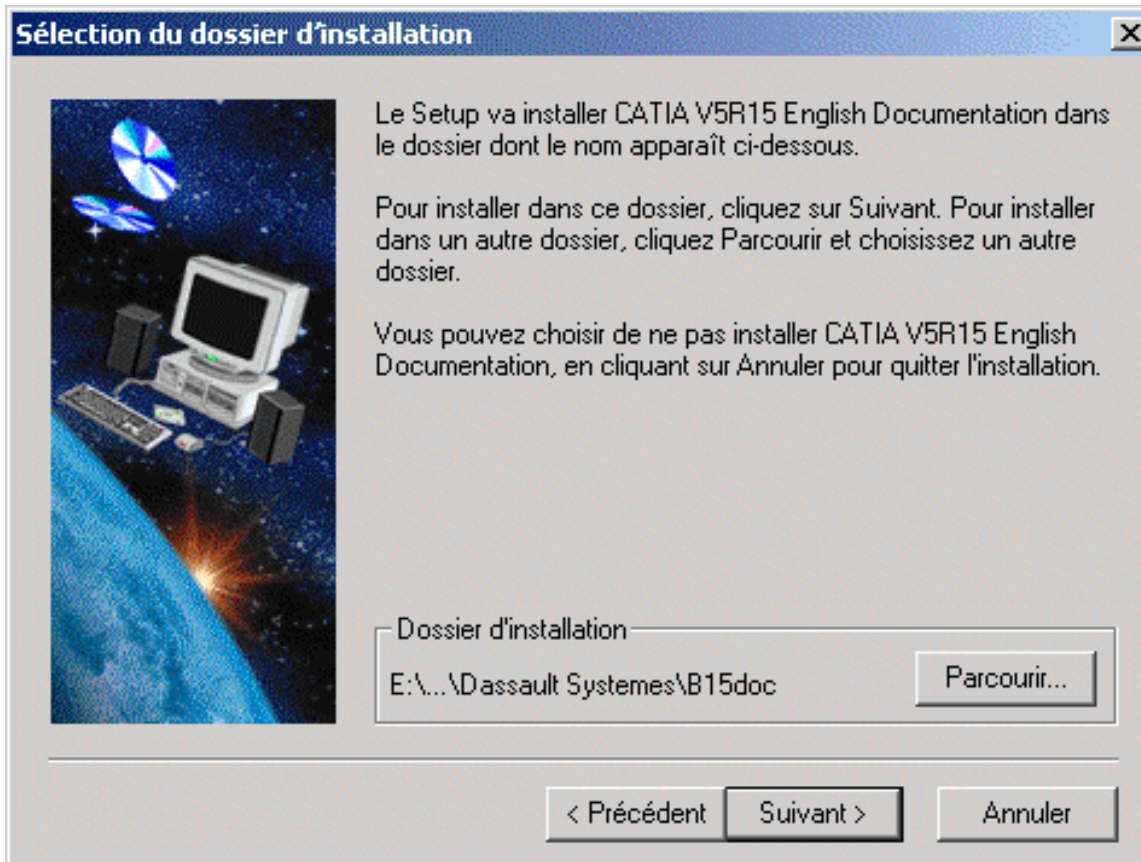 Sélection du dossier d'installation
Le Setup va installer CATIA V5R15 English Documentation dans
le dossier dont le nom apparaît ci-dessous.
Pour installer dans ce dossier, cliquez sur Suivant. Pour installer
dans un autre dossier, cliquez Parcourir et choisissez un autre
dossier.
Vous pouvez choisir de ne pas installer CATIA V5R15 English
Documentation, en cliquant sur Annuler pour quitter l'installation.
Dossier d'installation
E:\...\Dassault Systemes\B15doc
Parcourir...
< Précédent
Suivant >
Annuler